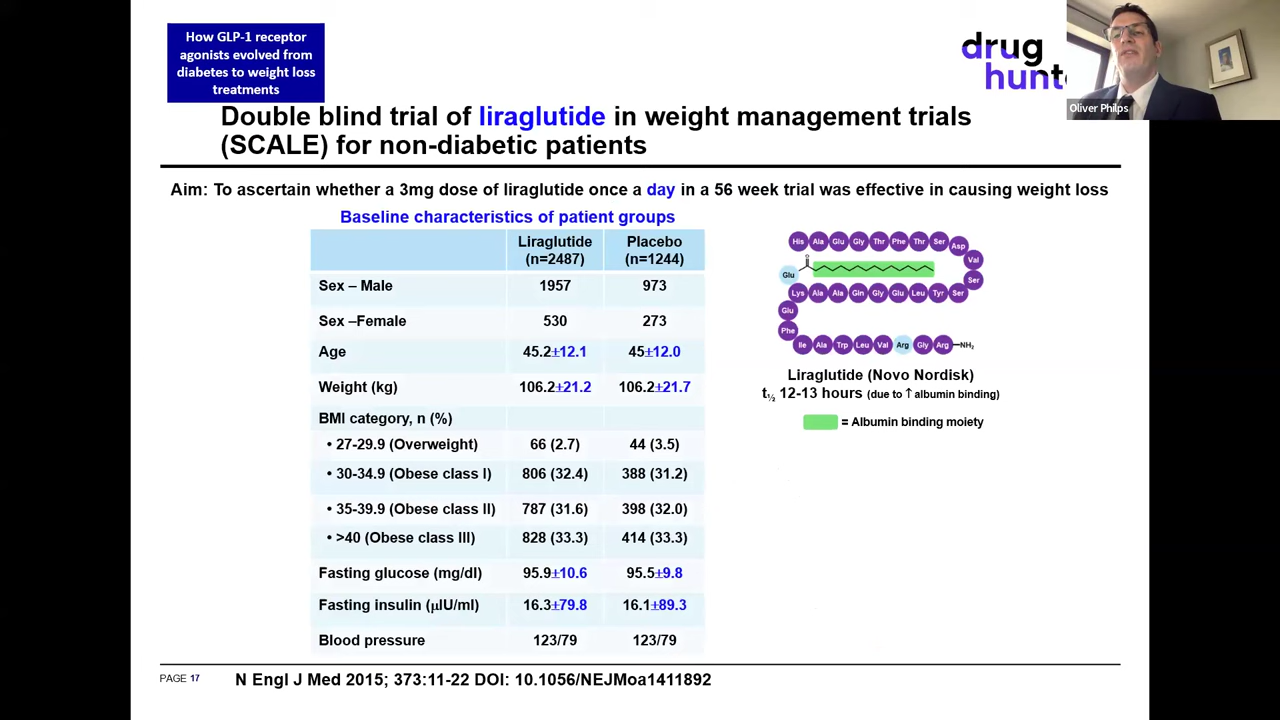 How GLP-1 receptor
agonists evolved from
diabetes to weight loss
treatments
drug
hunte
Oliver Philps
Double blind trial of liraglutide in weight management trials
(SCALE) for non-diabetic patients
Aim: To ascertain whether a 3mg dose of liraglutide once a day in a 56 week trial was effective in causing weight loss
Baseline characteristics of patient groups
Liraglutide (n=2487) Placebo (n=1244)
Sex – Male 1957 973
Sex –Female 530 273
Age 45.2±12.1 45±12.0
Weight (kg) 106.2±21.2 106.2±21.7
BMI category, n (%)
• 27-29.9 (Overweight) 66 (2.7) 44 (3.5)
• 30-34.9 (Obese class I) 806 (32.4) 388 (31.2)
• 35-39.9 (Obese class II) 787 (31.6) 398 (32.0)
• >40 (Obese class III) 828 (33.3) 414 (33.3)
Fasting glucose (mg/dl) 95.9±10.6 95.5±9.8
Fasting insulin (µIU/ml) 16.3±79.8 16.1±89.3
Blood pressure 123/79 123/79
His Ala Glu Gly Thr Phe Thr Ser Asp
Val
O
Glu
Ser
Lys Ala Ala Gln Gly Glu Leu Tyr Ser
Glu
Phe
Ile Ala Trp Leu Val Arg Gly Arg NH₂
Liraglutide (Novo Nordisk)
t½ 12-13 hours (due to ↑ albumin binding)
= Albumin binding moiety
PAGE 17
N Engl J Med 2015; 373:11-22 DOI: 10.1056/NEJMoa1411892